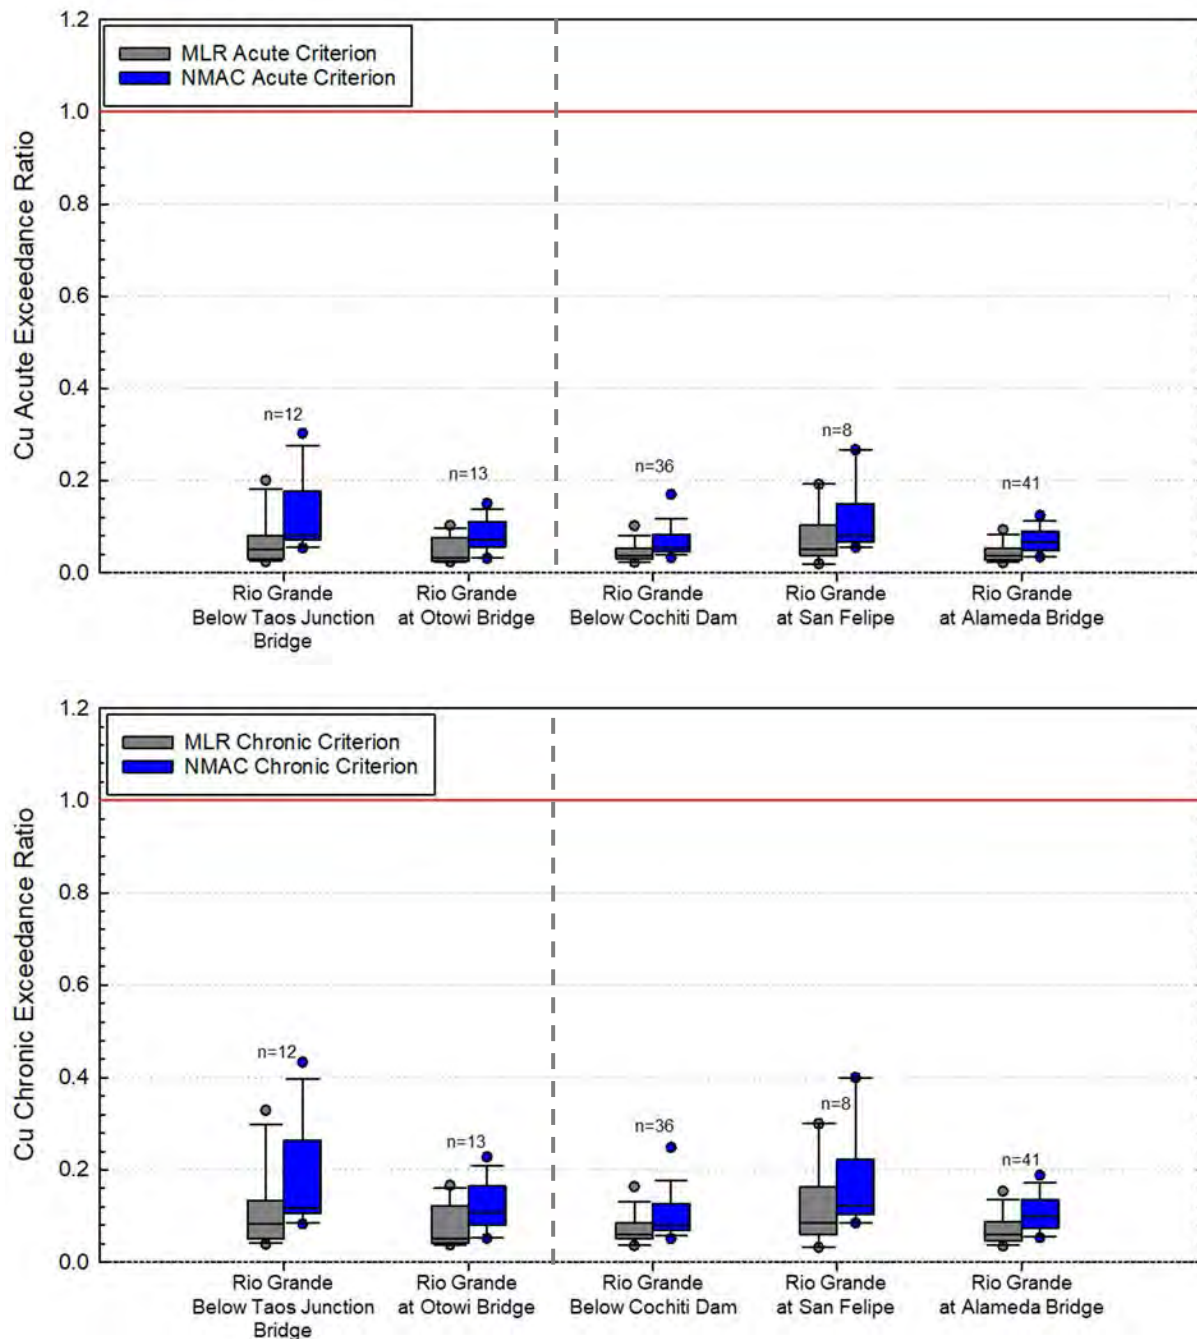 1.2
MLR Acute Criterion
NMAC Acute Criterion
1.0
0.8
0.6
0.4
0.2
0.0
Cu Acute Exceedance Ratio
n=12
n=13
n=36
n=8
n=41
Rio Grande
Below Taos Junction
Bridge
Rio Grande
at Otowi Bridge
Rio Grande
Below Cochiti Dam
Rio Grande
at San Felipe
Rio Grande
at Alameda Bridge
1.2
MLR Chronic Criterion
NMAC Chronic Criterion
1.0
0.8
0.6
0.4
0.2
0.0
Cu Chronic Exceedance Ratio
n=12
n=13
n=36
n=8
n=41
Rio Grande
Below Taos Junction
Bridge
Rio Grande
at Otowi Bridge
Rio Grande
Below Cochiti Dam
Rio Grande
at San Felipe
Rio Grande
at Alameda Bridge